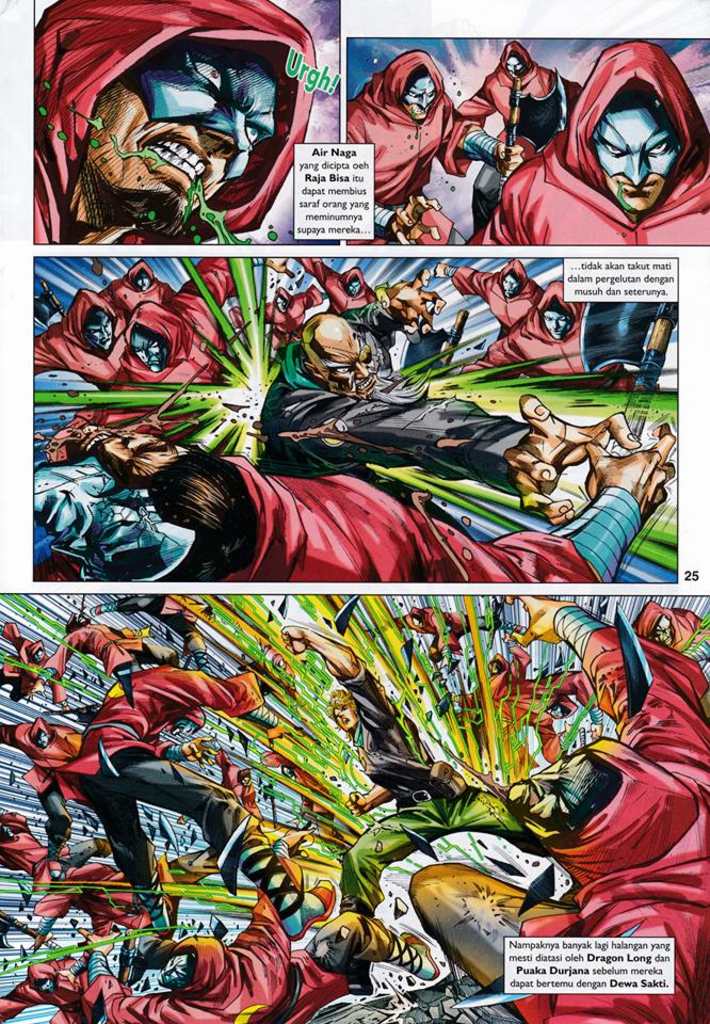 Urgh!
Air Naga
yang dicipta oeh
Raja Bisa itu
dapat membius
saraf orang yang
meminumnya
supaya mereka...
...tidak akan takut mati
dalam pergelutan dengan
musuh dan seterunya.
25
Nampaknya banyak lagi halangan yang
mesti diatasi oleh Dragon Long dan
Puaka Durjana sebelum mereka
dapat bertemu dengan Dewa Sakti.